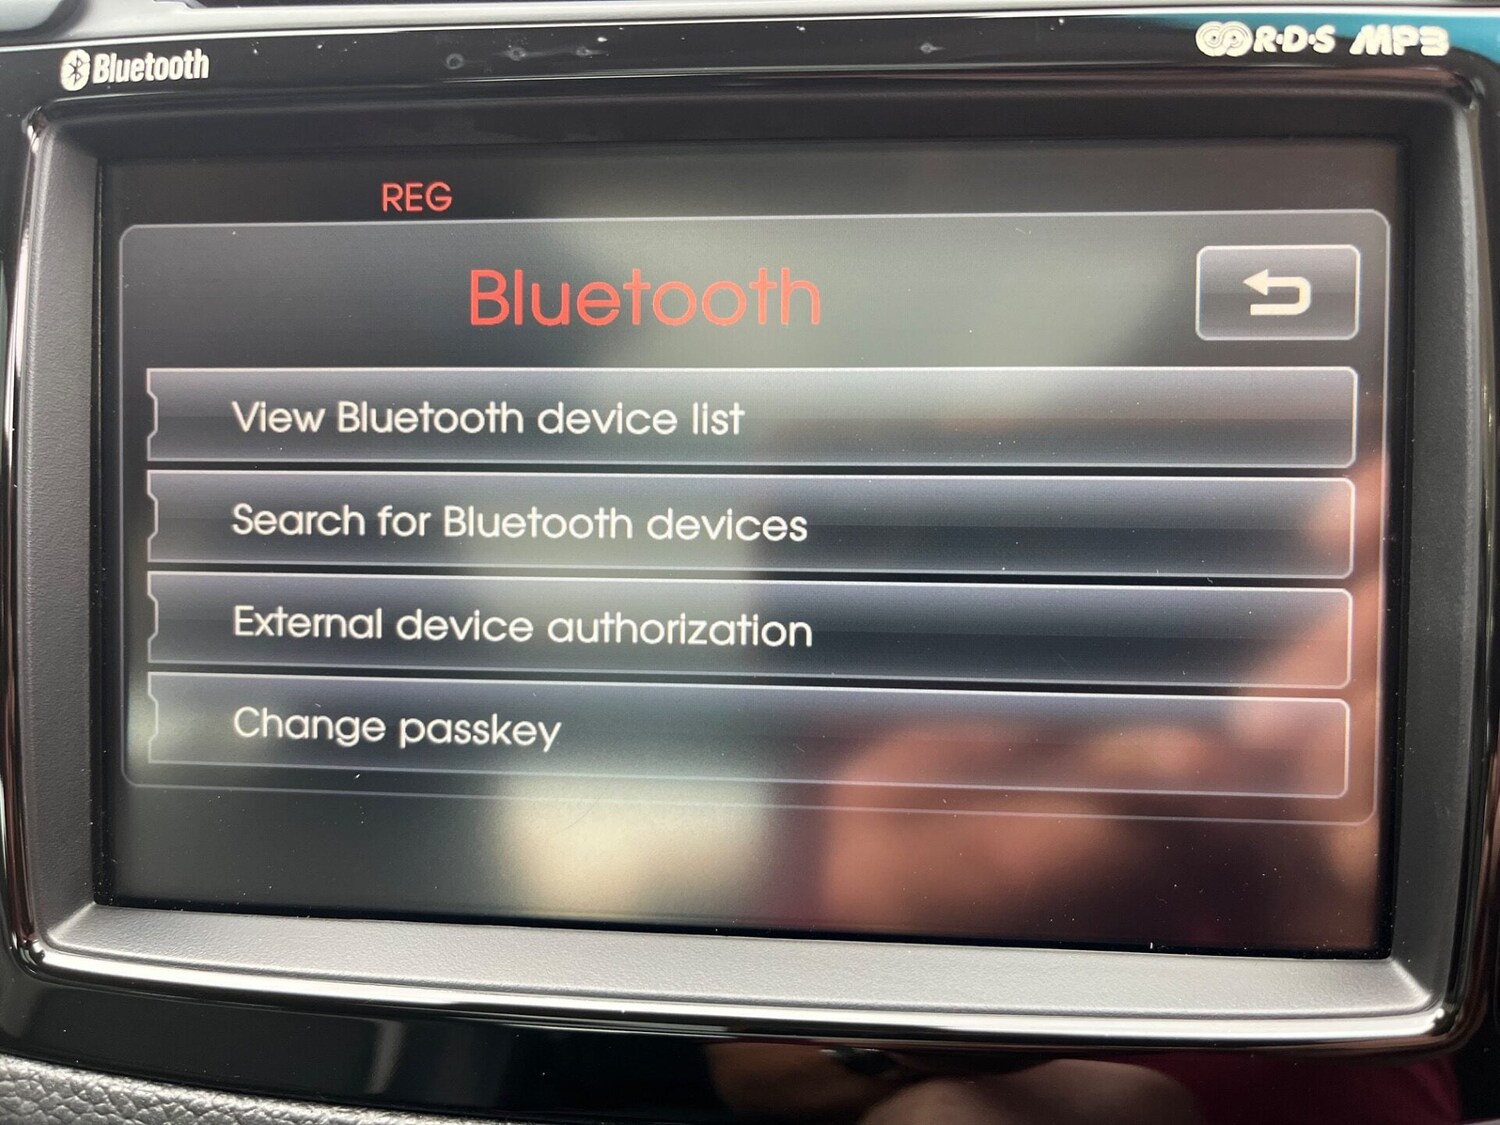 Bluetooth
R·D·S MP3
REG
Bluetooth
View Bluetooth device list
Search for Bluetooth devices
External device authorization
Change passkey